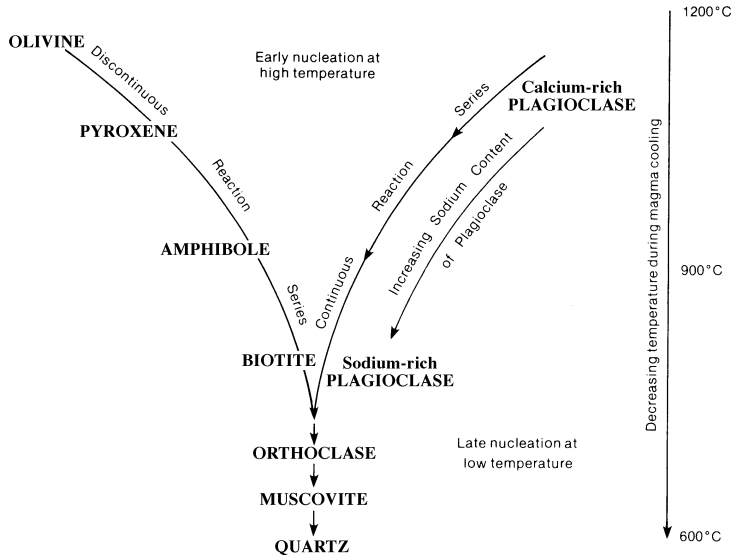 1200°C
OLIVINE
Discontinuous
Early nucleation at
high temperature
Series
Calcium-rich
PLAGIOCLASE
PYROXENE
Reaction
Reaction
Increasing Sodium Content
of Plagioclase
Decreasing temperature during magma cooling
AMPHIBOLE
900°C
Series
Continuous
BIOTITE
Sodium-rich
PLAGIOCLASE
ORTHOCLASE
Late nucleation at
low temperature
MUSCOVITE
QUARTZ
600°C